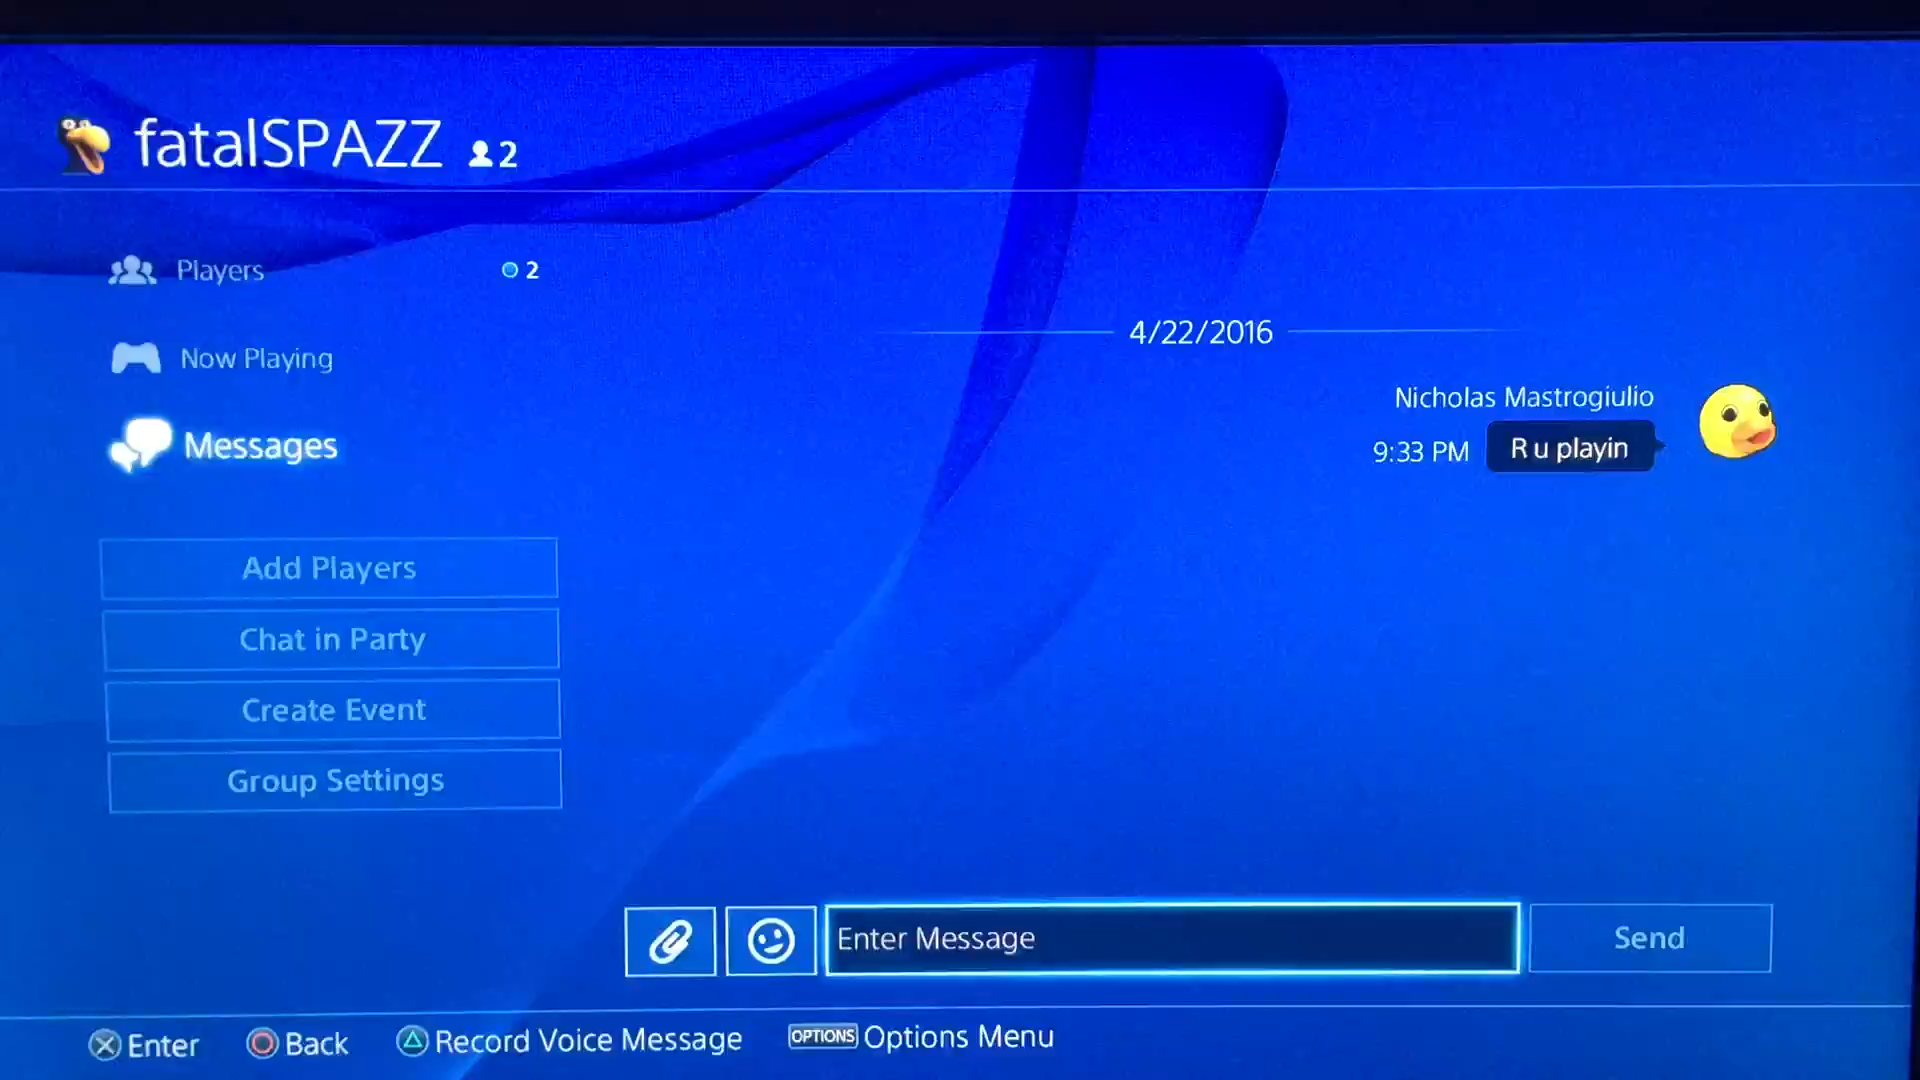 fatalSPAZZ 2
Players 2
Now Playing
Messages
Add Players
Chat in Party
Create Event
Group Settings
4/22/2016
Nicholas Mastrogiulio
9:33 PM R u playin
Enter Message
Send
Enter Back Record Voice Message OPTIONS Options Menu